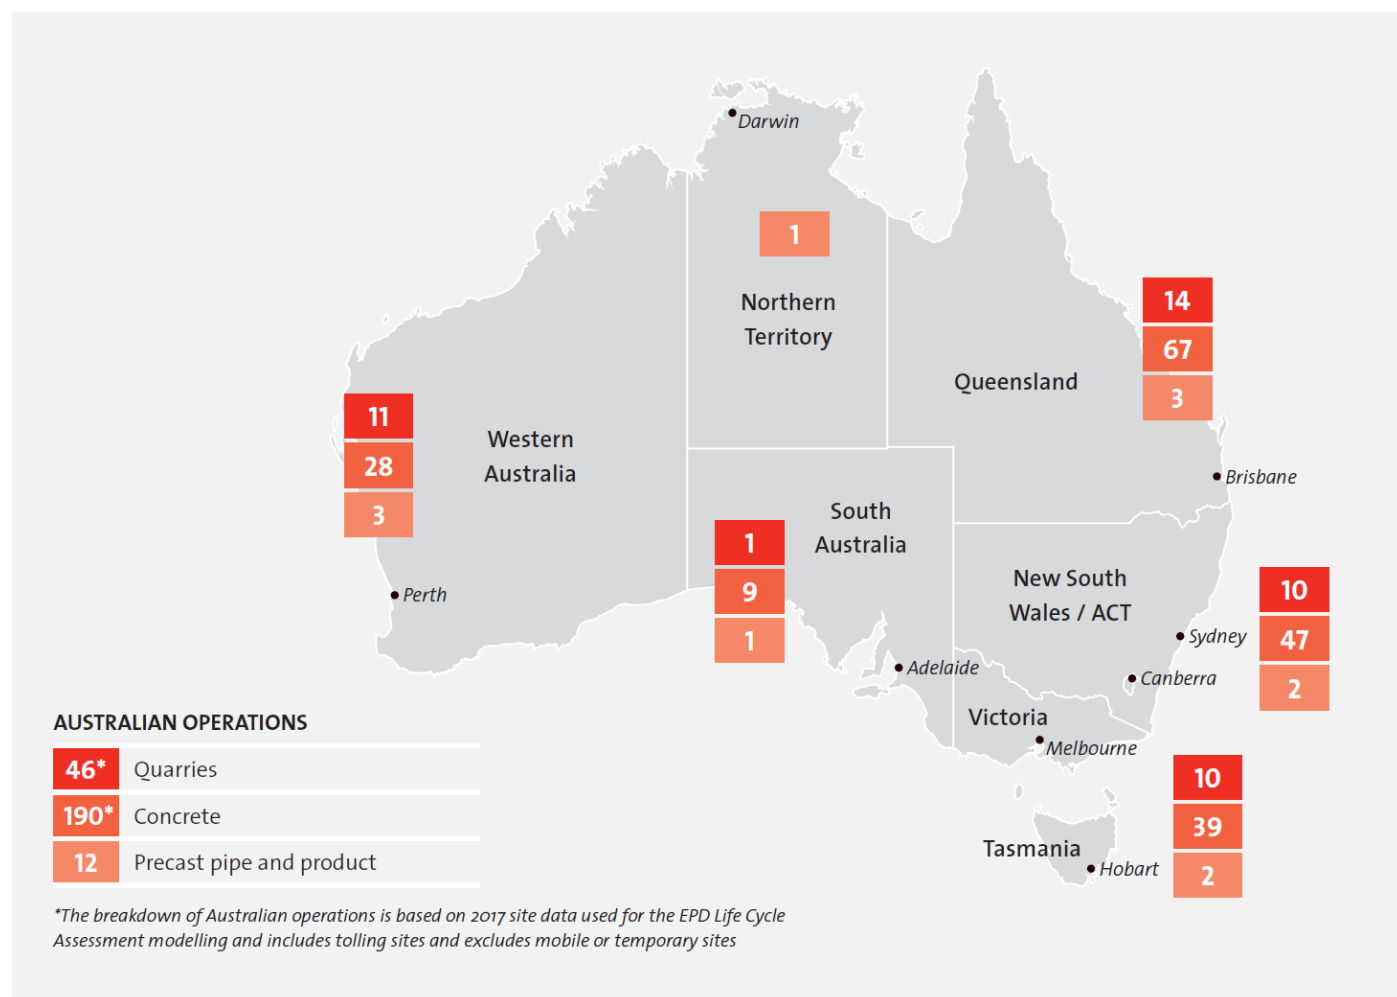 Darwin
1
Northern
Territory
14
67
3
Queensland
11
28
3
Western
Australia
Brisbane
South
Australia
1
9
1
New South
Wales / ACT
10
47
2
Perth
Sydney
Adelaide
Canberra
Victoria
Melbourne
10
39
2
Tasmania
Hobart
AUSTRALIAN OPERATIONS
46* Quarries
190* Concrete
12 Precast pipe and product
*The breakdown of Australian operations is based on 2017 site data used for the EPD Life Cycle
Assessment modelling and includes tolling sites and excludes mobile or temporary sites